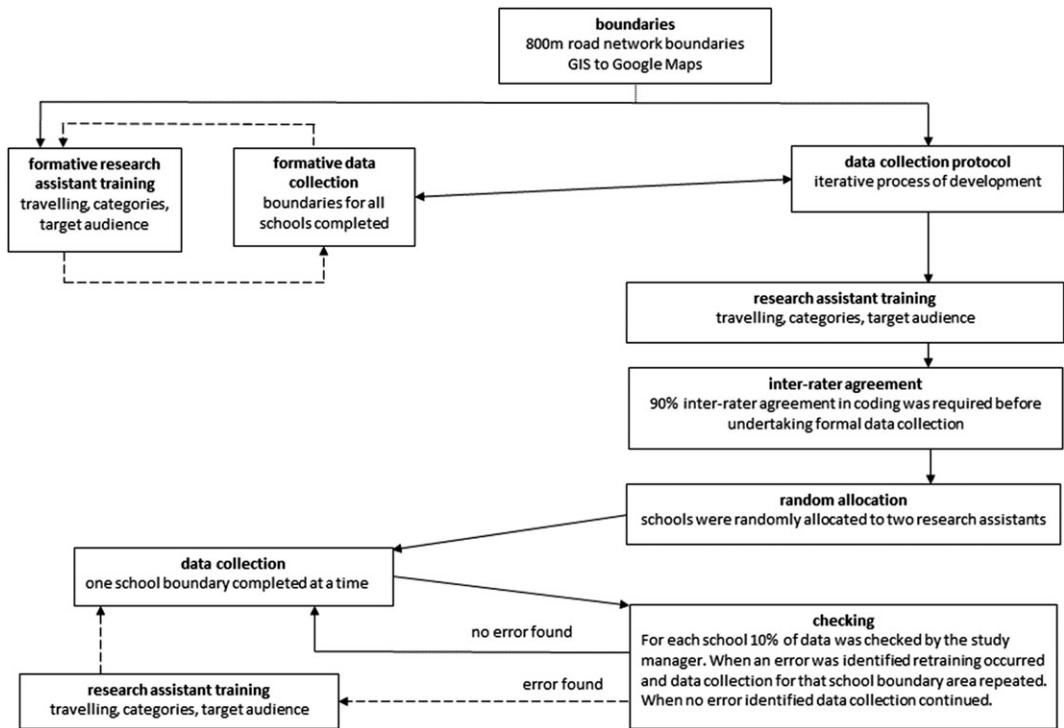 boundaries
800m road network boundaries
GIS to Google Maps
formative research
assistant training
travelling, categories,
target audience
formative data
collection
boundaries for all
schools completed
data collection protocol
iterative process of development
research assistant training
travelling, categories, target audience
inter-rater agreement
90% inter-rater agreement in coding was required before
undertaking formal data collection
random allocation
schools were randomly allocated to two research assistants
data collection
one school boundary completed at a time
no error found
checking
For each school 10% of data was checked by the study
manager. When an error was identified retraining occurred
and data collection for that school boundary area repeated.
When no error identified data collection continued.
error found
research assistant training
travelling, categories, target audience